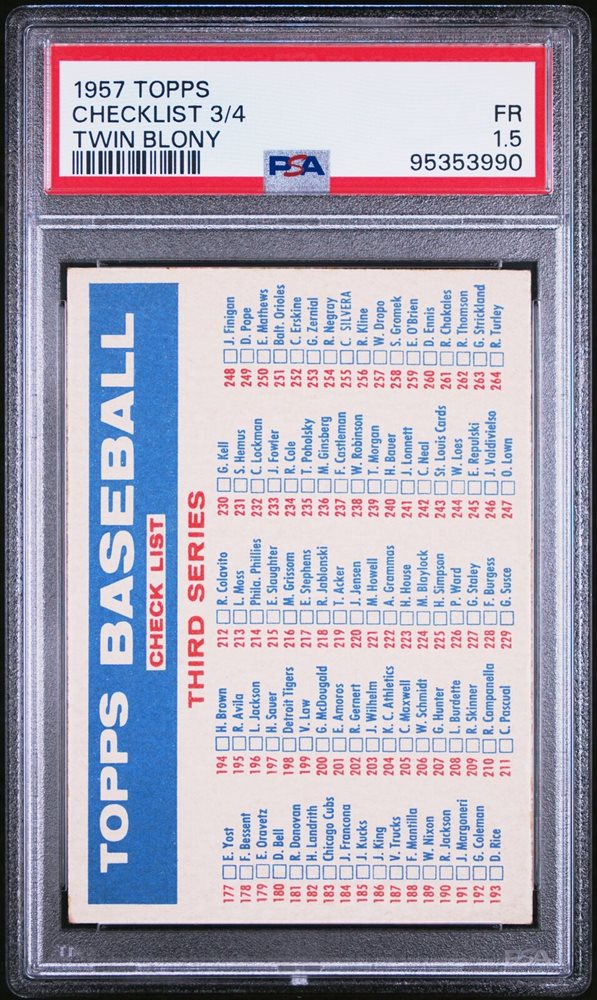 1957 TOPPS
CHECKLIST 3/4 FR
TWIN BLONY 1.5
PSA 95353990
TOPPS BASEBALL
CHECK LIST
THIRD SERIES
177 E. Yost
178 F. Bessent
179 E. Oravetz
180 D. Bell
181 R. Donovan
182 H. Landrith
183 Chicago Cubs
184 J. Francona
185 J. Kucks
186 J. King
187 V. Trucks
188 F. Mantilla
189 W. Nixon
190 R. Jackson
191 J. Margoneri
192 G. Coleman
193 D. Rice
194 H. Brown
195 R. Avila
196 L. Jackson
197 H. Sauer
198 Detroit Tigers
199 V. Law
200 G. McDougald
201 E. Amoros
202 R. Gernert
203 J. Wilhelm
204 K. C. Athletics
205 C. Maxwell
206 W. Schmidt
207 G. Hunter
208 L. Burdette
209 R. Skinner
210 R. Campanella
211 C. Pascual
212 R. Colavito
213 L. Moss
214 Phila. Phillies
215 E. Slaughter
216 M. Grissom
217 E. Stephens
218 R. Jablonski
219 T. Acker
220 J. Jensen
221 M. Howell
222 A. Grammas
223 H. House
224 M. Blaylock
225 H. Simpson
226 P. Ward
227 G. Staley
228 F. Burgess
229 G. Susce
230 G. Kell
231 S. Hemus
232 C. Lockman
233 J. Fowler
234 R. Cole
235 T. Poholsky
236 M. Ginsberg
237 F. Castleman
238 W. Robinson
239 T. Morgan
240 H. Bauer
241 J. Lonnett
242 C. Neal
243 St. Louis Cards
244 W. Loes
245 E. Repulski
246 J. Valdivielso
247 O. Lown
248 J. Finigan
249 D. Pope
250 E. Mathews
251 Balt. Orioles
252 C. Erskine
253 G. Zernial
254 R. Negray
255 C. SILVERA
256 R. Kline
257 W. Dropo
258 S. Gromek
259 E. O'Brien
260 D. Ennis
261 R. Chakales
262 R. Thomson
263 G. Strickland
264 R. Turley
PSA